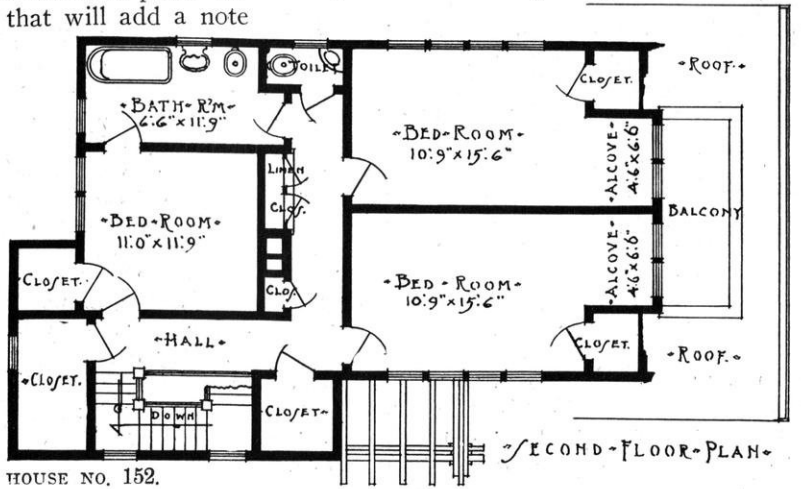 that will add a note
TOILET
CLOSET.
ROOF.
BATH-R'M
6'6"x11'9"
BED-ROOM
10'9"x15'6"
ALCOVE
4'6"x6'6"
LINEN
CLOS.
BALCONY
BED-ROOM
11'0"x11'9"
ALCOVE
4'6"x6'6"
CLOSET.
CLOS.
BED-ROOM
10'9"x15'6"
HALL
CLOSET.
ROOF.
CLOSET.
CLOSET
DOWN
SECOND-FLOOR-PLAN
HOUSE NO. 152.